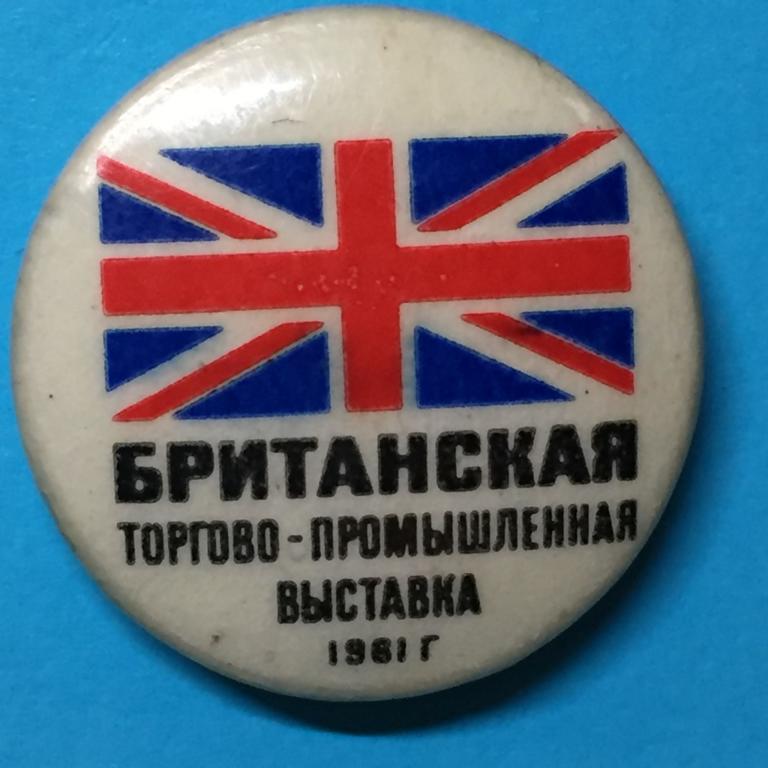 БРИТАНСКАЯ
ТОРГОВО-ПРОМЫШЛЕННАЯ
ВЫСТАВКА
1961 Г